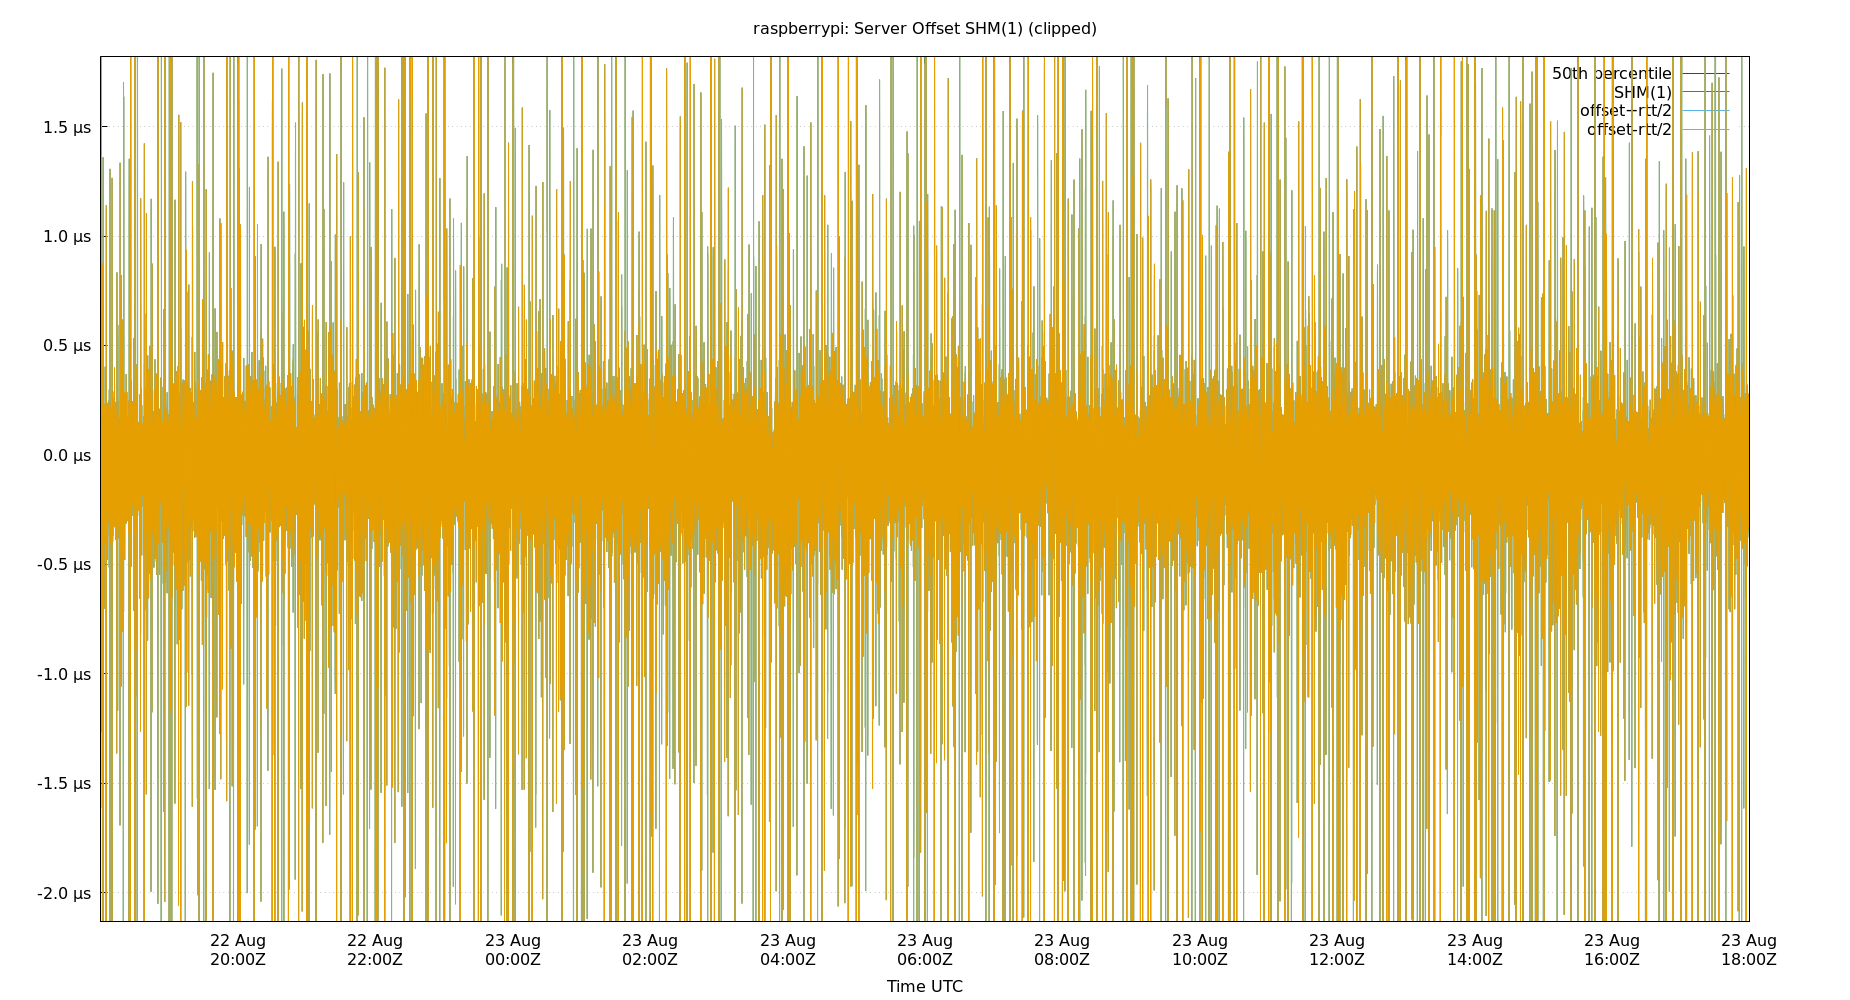 raspberrypi: Server Offset SHM(1) (clipped)
50th percentile
SHM(1)
offset+rtt/2
offset-rtt/2
1.5 µs
1.0 µs
0.5 µs
0.0 µs
-0.5 µs
-1.0 µs
-1.5 µs
-2.0 µs
22 Aug 22 Aug 23 Aug 23 Aug 23 Aug 23 Aug 23 Aug 23 Aug 23 Aug 23 Aug 23 Aug 23 Aug
20:00Z 22:00Z 00:00Z 02:00Z 04:00Z 06:00Z 08:00Z 10:00Z 12:00Z 14:00Z 16:00Z 18:00Z
Time UTC